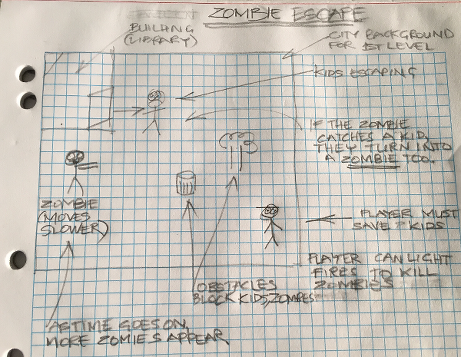 ZOMBIE ESCAPE
BUILDING
(LIBRARY)
CITY BACKGROUND
FOR 1ST LEVEL
KIDS ESCAPING
IF THE ZOMBIE
CATCHES A KID,
THEY TURN INTO
A ZOMBIE TOO.
ZOMBIE
(MOVES
SLOWER)
PLAYER MUST
SAVE KIDS
PLAYER CAN LIGHT
FIRES TO KILL
ZOMBIES
OBSTACLES
BLOCK KIDS, ZOMBIES
AS TIME GOES ON,
MORE ZOMIES APPEAR